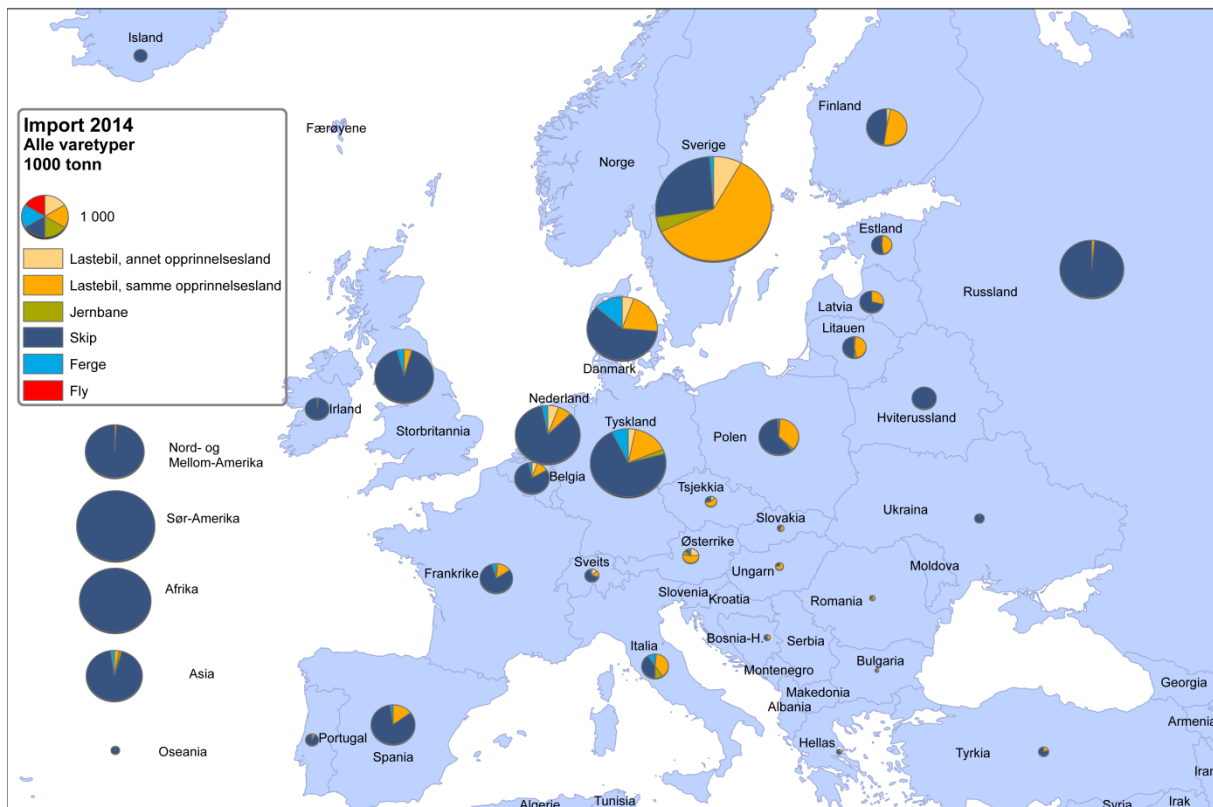 Island
Import 2014
Alle varetyper
1000 tonn
1 000
Lastebil, annet opprinnelsesland
Lastebil, samme opprinnelsesland
Jernbane
Skip
Ferge
Fly
Færøyene
Norge
Sverige
Finland
Estland
Russland
Latvia
Litauen
Danmark
Hviterussland
Nederland
Irland
Storbritannia
Tyskland
Polen
Nord- og
Mellom-Amerika
Belgia
Tsjekkia
Ukraina
Sør-Amerika
Slovakia
Østerrike
Sveits
Ungarn
Moldova
Frankrike
Afrika
Slovenia
Kroatia
Romania
Bosnia-H.
Serbia
Italia
Bulgaria
Asia
Montenegro
Georgia
Makedonia
Albania
Armenia
Portugal
Hellas
Oseania
Spania
Tyrkia
Iran
Algerie
Tunisia
Syria
Irak